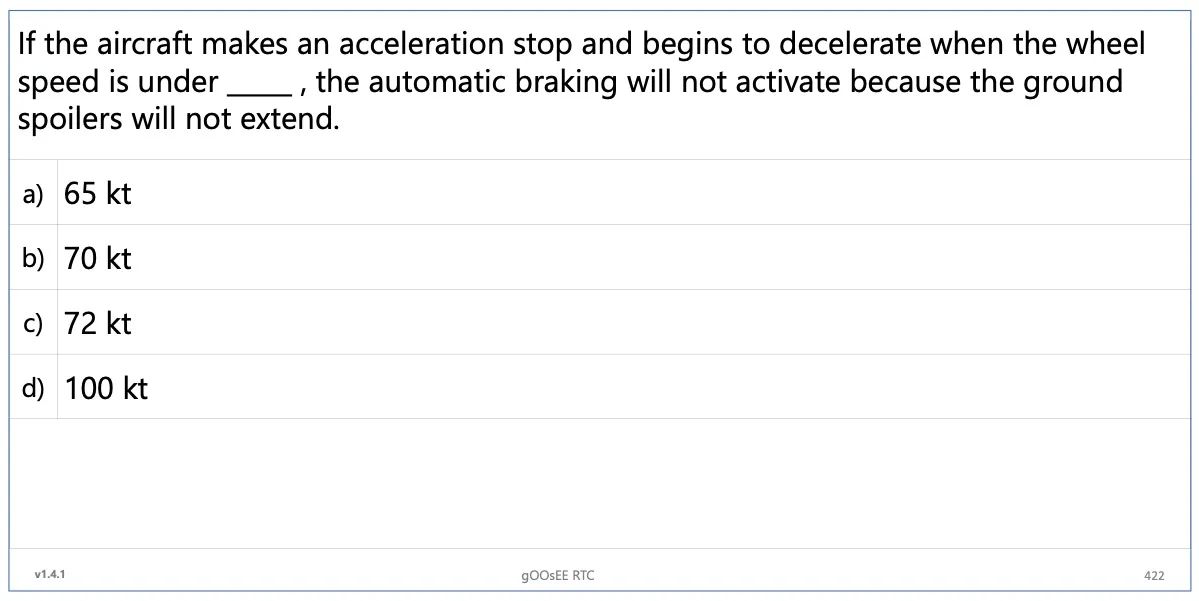 If the aircraft makes an acceleration stop and begins to decelerate when the wheel
speed is under _____ , the automatic braking will not activate because the ground
spoilers will not extend.
a) 65 kt
b) 70 kt
c) 72 kt
d) 100 kt
v1.4.1 gOOsEE RTC 422